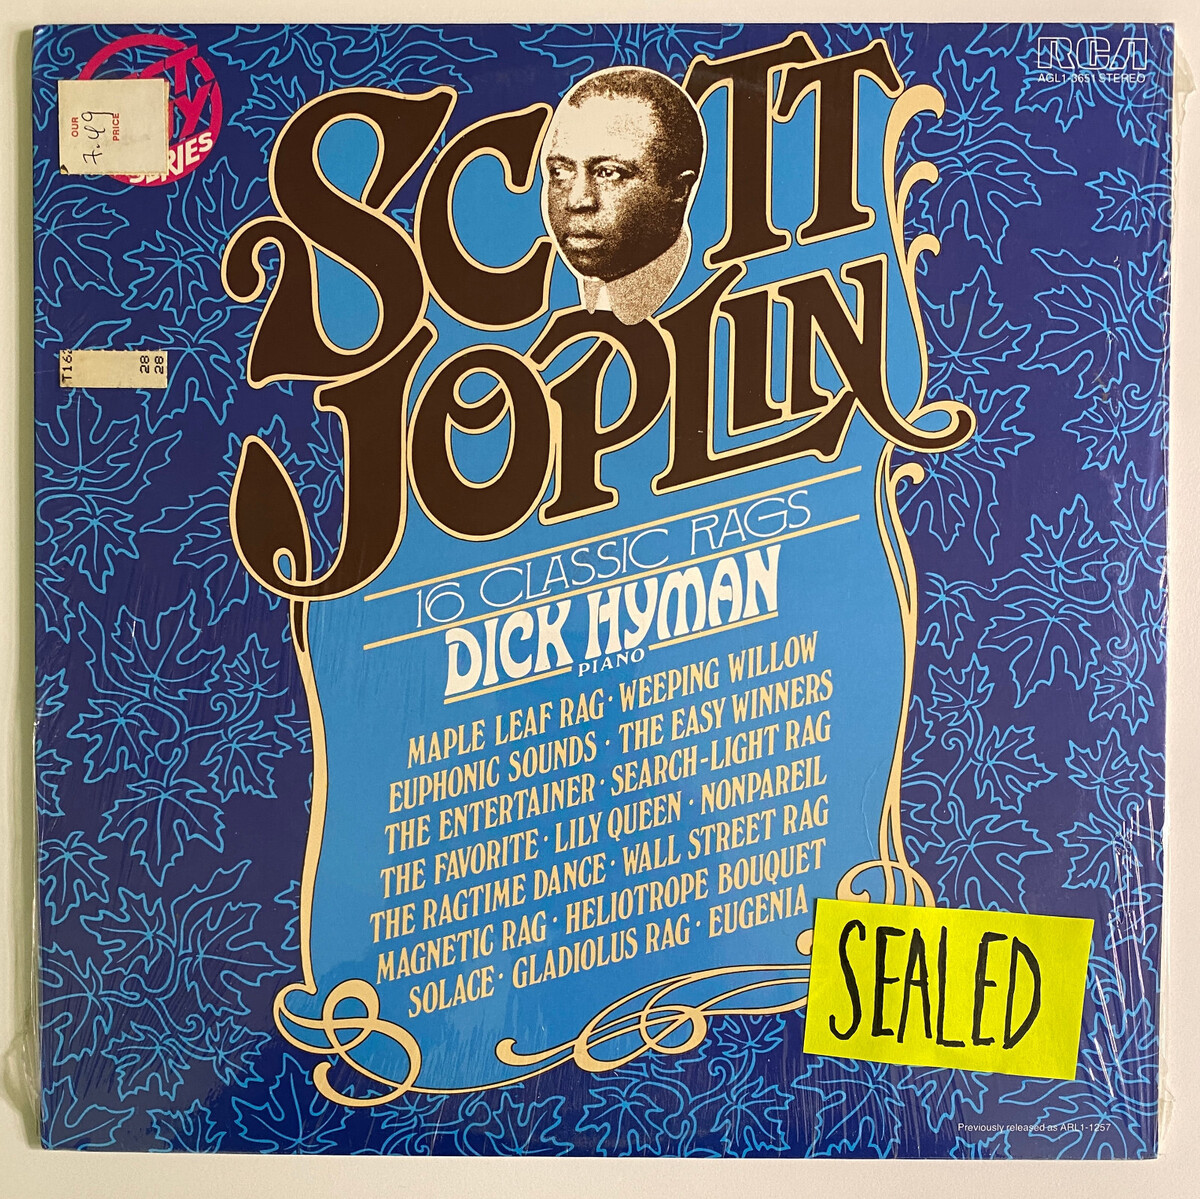 RCA
AGL1-3651 STEREO
SERIES
OUR
PRICE
7.49
SCOTT
JOPLIN
T162
28
28
16 CLASSIC RAGS
DICK HYMAN
PIANO
MAPLE LEAF RAG · WEEPING WILLOW
EUPHONIC SOUNDS · THE EASY WINNERS
THE ENTERTAINER · SEARCH-LIGHT RAG
THE FAVORITE · LILY QUEEN · NONPAREIL
THE RAGTIME DANCE · WALL STREET RAG
MAGNETIC RAG · HELIOTROPE BOUQUET
SOLACE · GLADIOLUS RAG · EUGENIA
SEALED
Previously released as ARL1-1257